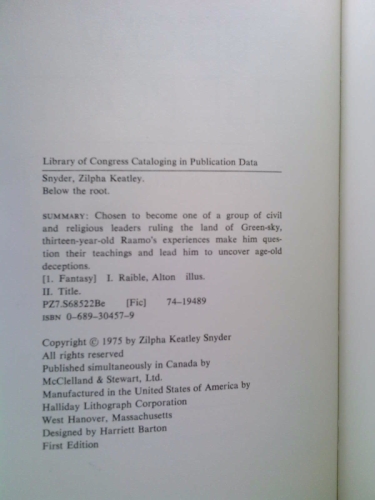 Library of Congress Cataloging in Publication Data
Snyder, Zilpha Keatley.
Below the root.
SUMMARY: Chosen to become one of a group of civil
and religious leaders ruling the land of Green-sky,
thirteen-year-old Raamo's experiences make him ques-
tion their teachings and lead him to uncover age-old
deceptions.
[1. Fantasy] I. Raible, Alton illus.
II. Title.
PZ7.S68522Be [Fic] 74-19489
ISBN 0-689-30457-9
Copyright © 1975 by Zilpha Keatley Snyder
All rights reserved
Published simultaneously in Canada by
McClelland & Stewart, Ltd.
Manufactured in the United States of America by
Halliday Lithograph Corporation
West Hanover, Massachusetts
Designed by Harriett Barton
First Edition